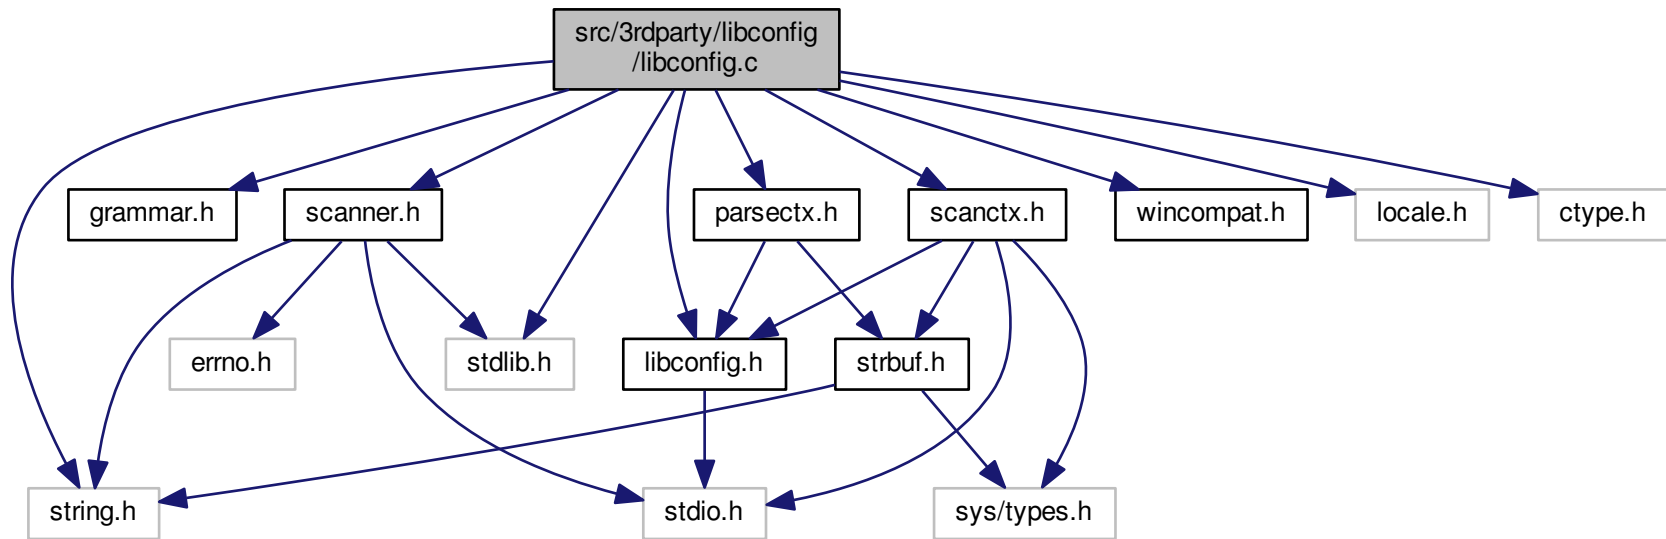 src/3rdparty/libconfig
/libconfig.c
grammar.h
scanner.h
parsectx.h
scanctx.h
wincompat.h
locale.h
ctype.h
errno.h
stdlib.h
libconfig.h
strbuf.h
string.h
stdio.h
sys/types.h